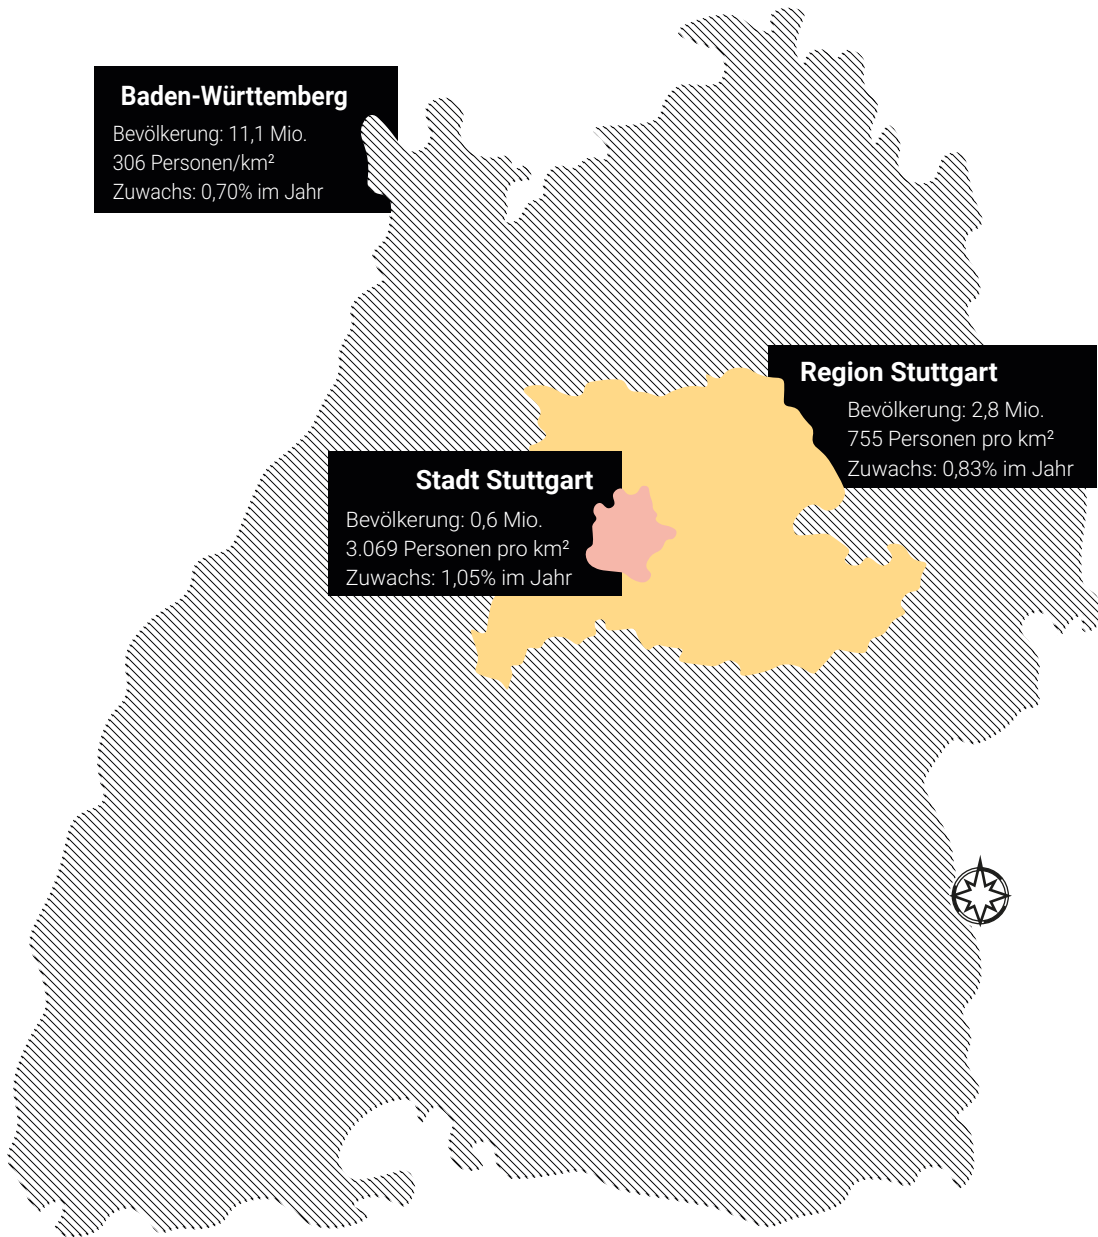 Baden-Württemberg
Bevölkerung: 11,1 Mio.
306 Personen/km²
Zuwachs: 0,70% im Jahr
Region Stuttgart
Bevölkerung: 2,8 Mio.
755 Personen pro km²
Zuwachs: 0,83% im Jahr
Stadt Stuttgart
Bevölkerung: 0,6 Mio.
3.069 Personen pro km²
Zuwachs: 1,05% im Jahr